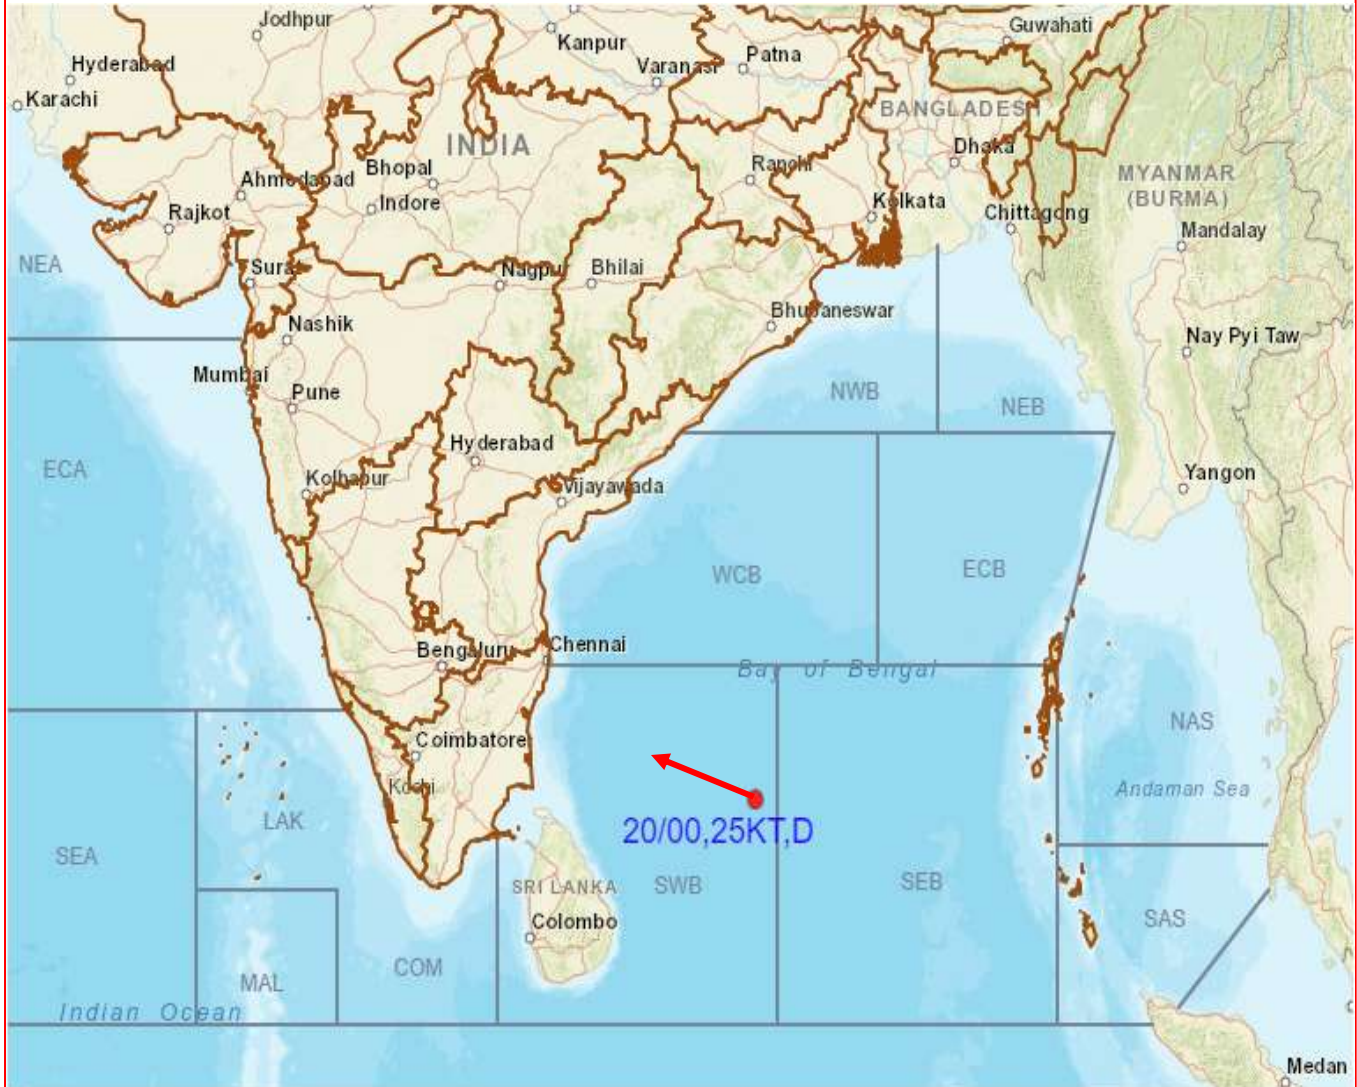 Jodhpur
Guwahati
Kanpur
Patna
Hyderabad
Varanasi
Karachi
BANGLADESH
INDIA
Dhaka
Bhopal
Ranchi
MYANMAR
(BURMA)
Ahmedabad
Indore
Kolkata
Rajkot
Chittagong
Mandalay
NEA
Surat
Nagpur
Bhilai
Bhubaneswar
Nashik
Nay Pyi Taw
Mumbai
Pune
NWB
NEB
Hyderabad
ECA
Kolhapur
Vijayawada
Yangon
WCB
ECB
Bengaluru
Chennai
Bay of Bengal
NAS
Coimbatore
Kochi
Andaman Sea
LAK
20/00,25KT,D
SEA
SRI LANKA
SWB
SEB
Colombo
SAS
COM
MAL
Indian Ocean
Medan